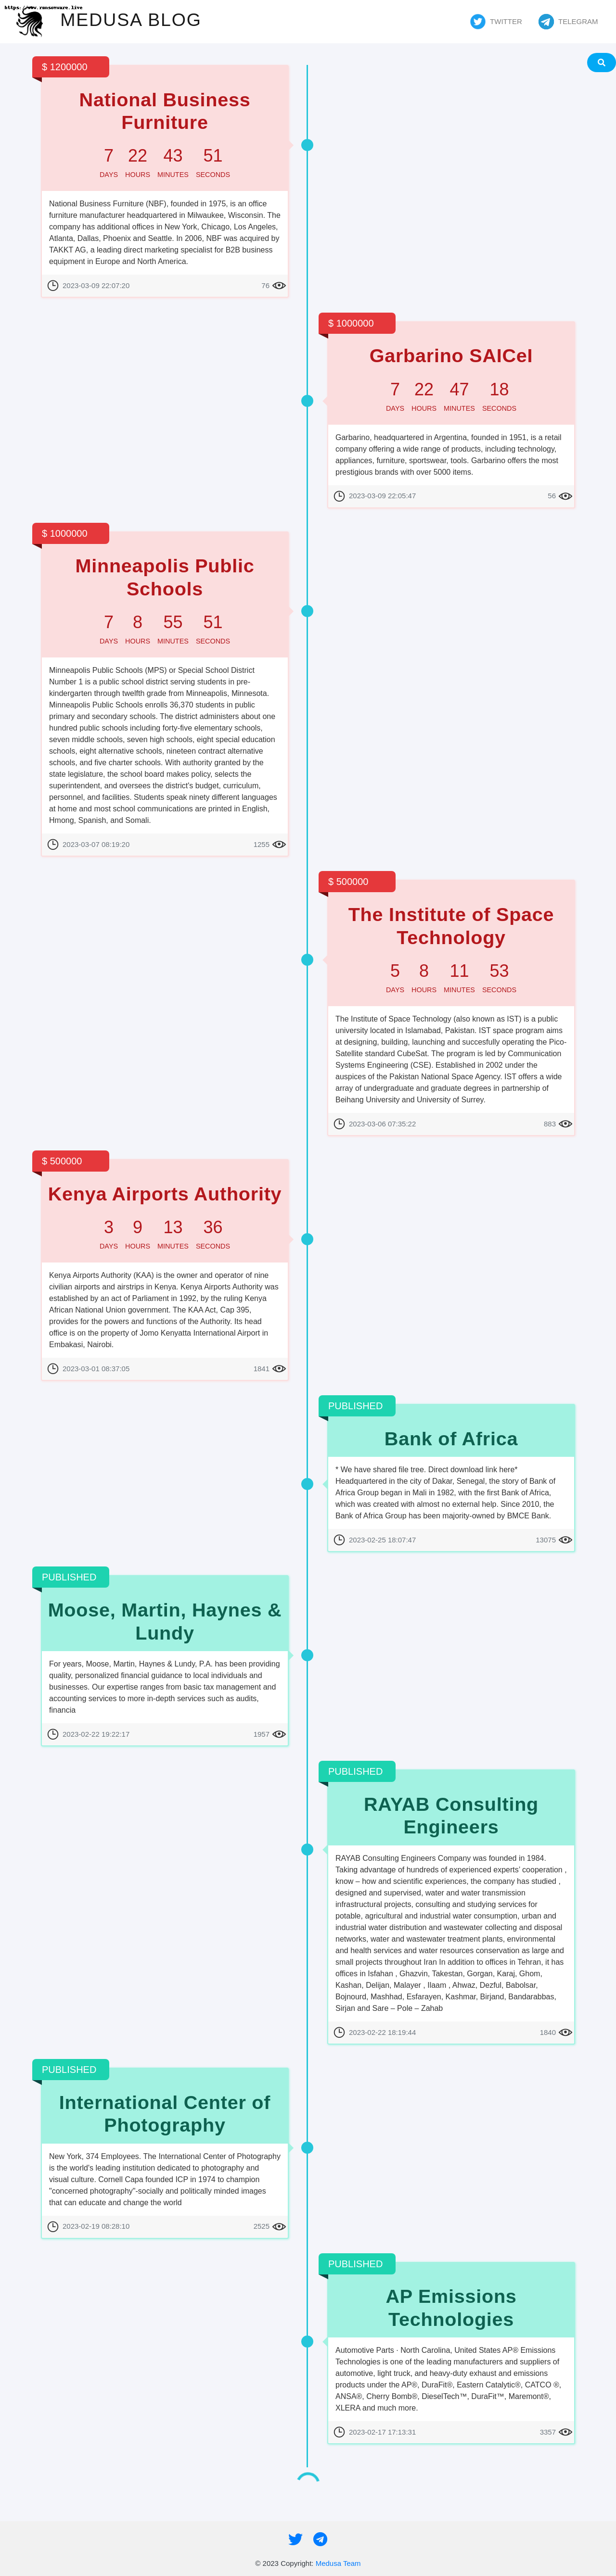 https://www.ransomware.live
MEDUSA BLOG
TWITTER
TELEGRAM
$ 1200000
National Business
Furniture
7 22 43 51
DAYS HOURS MINUTES SECONDS
National Business Furniture (NBF), founded in 1975, is an office
furniture manufacturer headquartered in Milwaukee, Wisconsin. The
company has additional offices in New York, Chicago, Los Angeles,
Atlanta, Dallas, Phoenix and Seattle. In 2006, NBF was acquired by
TAKKT AG, a leading direct marketing specialist for B2B business
equipment in Europe and North America.
2023-03-09 22:07:20 76
$ 1000000
Garbarino SAICeI
7 22 47 18
DAYS HOURS MINUTES SECONDS
Garbarino, headquartered in Argentina, founded in 1951, is a retail
company offering a wide range of products, including technology,
appliances, furniture, sportswear, tools. Garbarino offers the most
prestigious brands with over 5000 items.
2023-03-09 22:05:47 56
$ 1000000
Minneapolis Public
Schools
7 8 55 51
DAYS HOURS MINUTES SECONDS
Minneapolis Public Schools (MPS) or Special School District
Number 1 is a public school district serving students in pre-
kindergarten through twelfth grade from Minneapolis, Minnesota.
Minneapolis Public Schools enrolls 36,370 students in public
primary and secondary schools. The district administers about one
hundred public schools including forty-five elementary schools,
seven middle schools, seven high schools, eight special education
schools, eight alternative schools, nineteen contract alternative
schools, and five charter schools. With authority granted by the
state legislature, the school board makes policy, selects the
superintendent, and oversees the district's budget, curriculum,
personnel, and facilities. Students speak ninety different languages
at home and most school communications are printed in English,
Hmong, Spanish, and Somali.
2023-03-07 08:19:20 1255
$ 500000
The Institute of Space
Technology
5 8 11 53
DAYS HOURS MINUTES SECONDS
The Institute of Space Technology (also known as IST) is a public
university located in Islamabad, Pakistan. IST space program aims
at designing, building, launching and succesfully operating the Pico-
Satellite standard CubeSat. The program is led by Communication
Systems Engineering (CSE). Established in 2002 under the
auspices of the Pakistan National Space Agency. IST offers a wide
array of undergraduate and graduate degrees in partnership of
Beihang University and University of Surrey.
2023-03-06 07:35:22 883
$ 500000
Kenya Airports Authority
3 9 13 36
DAYS HOURS MINUTES SECONDS
Kenya Airports Authority (KAA) is the owner and operator of nine
civilian airports and airstrips in Kenya. Kenya Airports Authority was
established by an act of Parliament in 1992, by the ruling Kenya
African National Union government. The KAA Act, Cap 395,
provides for the powers and functions of the Authority. Its head
office is on the property of Jomo Kenyatta International Airport in
Embakasi, Nairobi.
2023-03-01 08:37:05 1841
PUBLISHED
Bank of Africa
* We have shared file tree. Direct download link here*
Headquartered in the city of Dakar, Senegal, the story of Bank of
Africa Group began in Mali in 1982, with the first Bank of Africa,
which was created with almost no external help. Since 2010, the
Bank of Africa Group has been majority-owned by BMCE Bank.
2023-02-25 18:07:47 13075
PUBLISHED
Moose, Martin, Haynes &
Lundy
For years, Moose, Martin, Haynes & Lundy, P.A. has been providing
quality, personalized financial guidance to local individuals and
businesses. Our expertise ranges from basic tax management and
accounting services to more in-depth services such as audits,
financia
2023-02-22 19:22:17 1957
PUBLISHED
RAYAB Consulting
Engineers
RAYAB Consulting Engineers Company was founded in 1984.
Taking advantage of hundreds of experienced experts' cooperation ,
know – how and scientific experiences, the company has studied ,
designed and supervised, water and water transmission
infrastructural projects, consulting and studying services for
potable, agricultural and industrial water consumption, urban and
industrial water distribution and wastewater collecting and disposal
networks, water and wastewater treatment plants, environmental
and health services and water resources conservation as large and
small projects throughout Iran In addition to offices in Tehran, it has
offices in Isfahan , Ghazvin, Takestan, Gorgan, Karaj, Ghom,
Kashan, Delijan, Malayer , Ilaam , Ahwaz, Dezful, Babolsar,
Bojnourd, Mashhad, Esfarayen, Kashmar, Birjand, Bandarabbas,
Sirjan and Sare – Pole – Zahab
2023-02-22 18:19:44 1840
PUBLISHED
International Center of
Photography
New York, 374 Employees. The International Center of Photography
is the world's leading institution dedicated to photography and
visual culture. Cornell Capa founded ICP in 1974 to champion
"concerned photography"-socially and politically minded images
that can educate and change the world
2023-02-19 08:28:10 2525
PUBLISHED
AP Emissions
Technologies
Automotive Parts · North Carolina, United States AP® Emissions
Technologies is one of the leading manufacturers and suppliers of
automotive, light truck, and heavy-duty exhaust and emissions
products under the AP®, DuraFit®, Eastern Catalytic®, CATCO ®,
ANSA®, Cherry Bomb®, DieselTech™, DuraFit™, Maremont®,
XLERA and much more.
2023-02-17 17:13:31 3357
© 2023 Copyright: Medusa Team